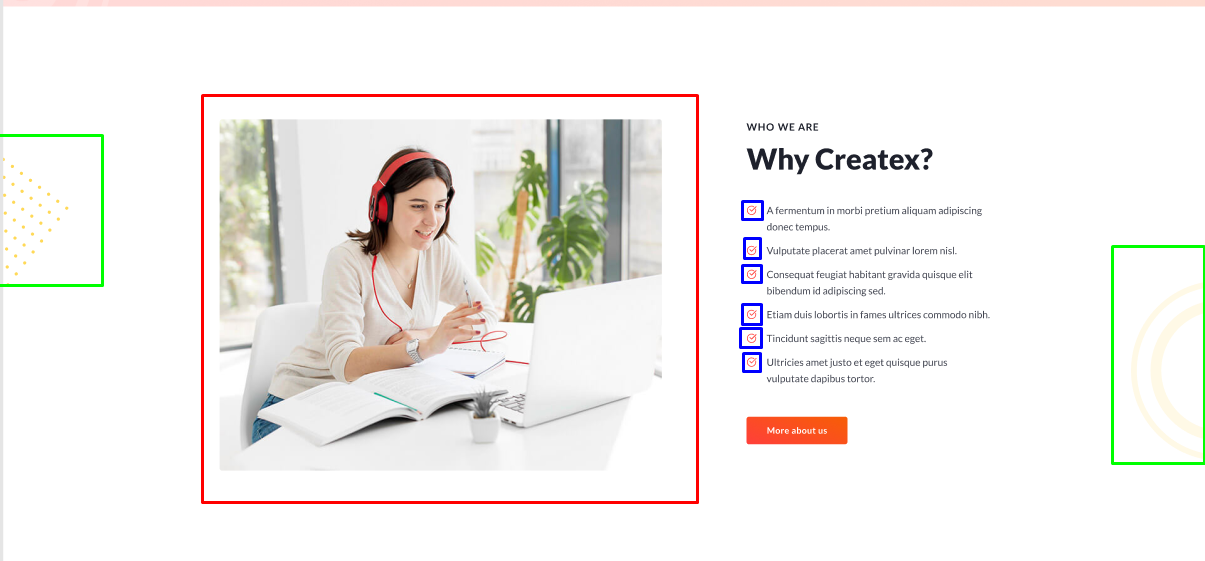 WHO WE ARE
Why Createx?
A fermentum in morbi pretium aliquam adipiscing
donec tempus.
Vulputate placerat amet pulvinar lorem nisl.
Consequat feugiat habitant gravida quisque elit
bibendum id adipiscing sed.
Etiam duis lobortis in fames ultrices commodo nibh.
Tincidunt sagittis neque sem ac eget.
Ultricies amet justo et eget quisque purus
vulputate dapibus tortor.
More about us